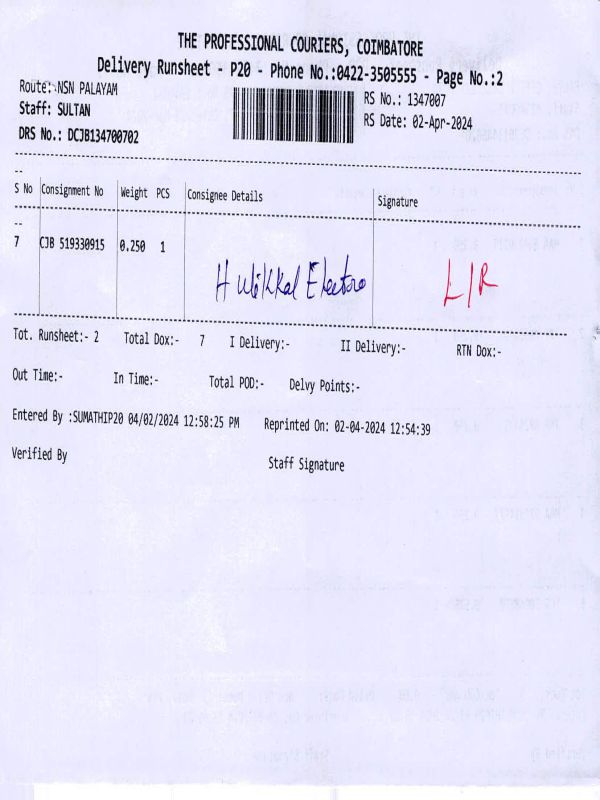 THE PROFESSIONAL COURIERS, COIMBATORE
Delivery Runsheet - P20 - Phone No.:0422-3505555 - Page No.:2
Route:-NSN PALAYAM
RS No.: 1347007
Staff: SULTAN
RS Date: 02-Apr-2024
DRS No.: DCJB134700702
S No Consignment No Weight PCS Consignee Details Signature
7 CJB 519330915 0.250 1
Electro L/R
Tot. Runsheet:- 2 Total Dox:- 7 I Delivery:- II Delivery:- RTN Dox:-
Out Time:- In Time:- Total POD:- Delvy Points:-
Entered By :SUMATHIP20 04/02/2024 12:58:25 PM Reprinted On: 02-04-2024 12:54:39
Verified By Staff Signature